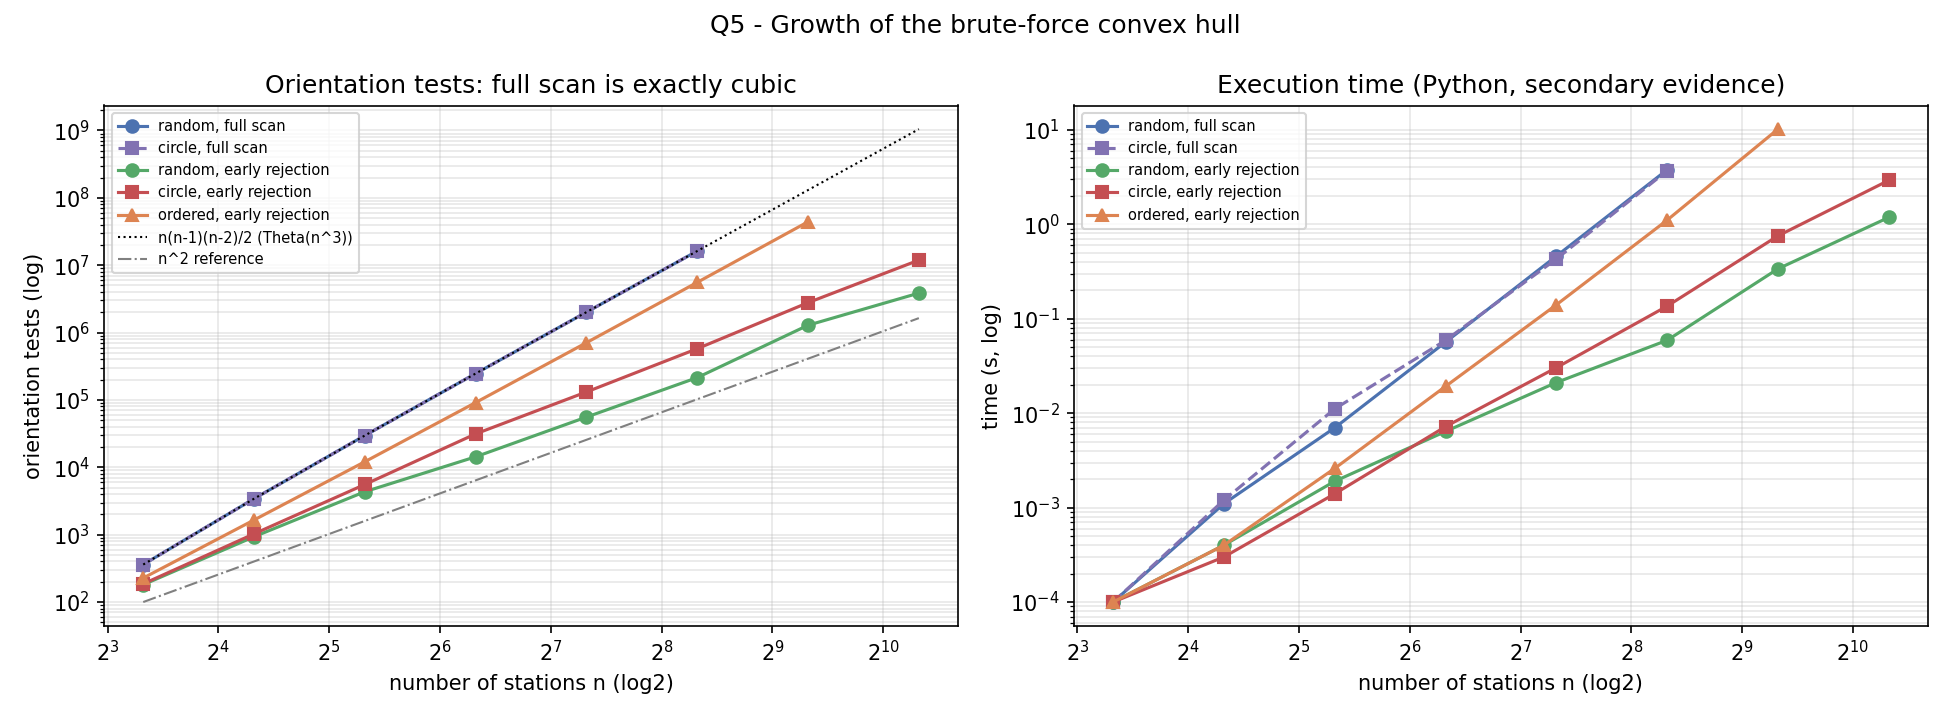 Q5 - Growth of the brute-force convex hull
Orientation tests: full scan is exactly cubic
orientation tests (log)
10^9
10^8
10^7
10^6
10^5
10^4
10^3
10^2
random, full scan
circle, full scan
random, early rejection
circle, early rejection
ordered, early rejection
n(n-1)(n-2)/2 (Theta(n^3))
n^2 reference
2^3 2^4 2^5 2^6 2^7 2^8 2^9 2^10
number of stations n (log2)
Execution time (Python, secondary evidence)
time (s, log)
10^1
10^0
10^−1
10^−2
10^−3
10^−4
random, full scan
circle, full scan
random, early rejection
circle, early rejection
ordered, early rejection
2^3 2^4 2^5 2^6 2^7 2^8 2^9 2^10
number of stations n (log2)